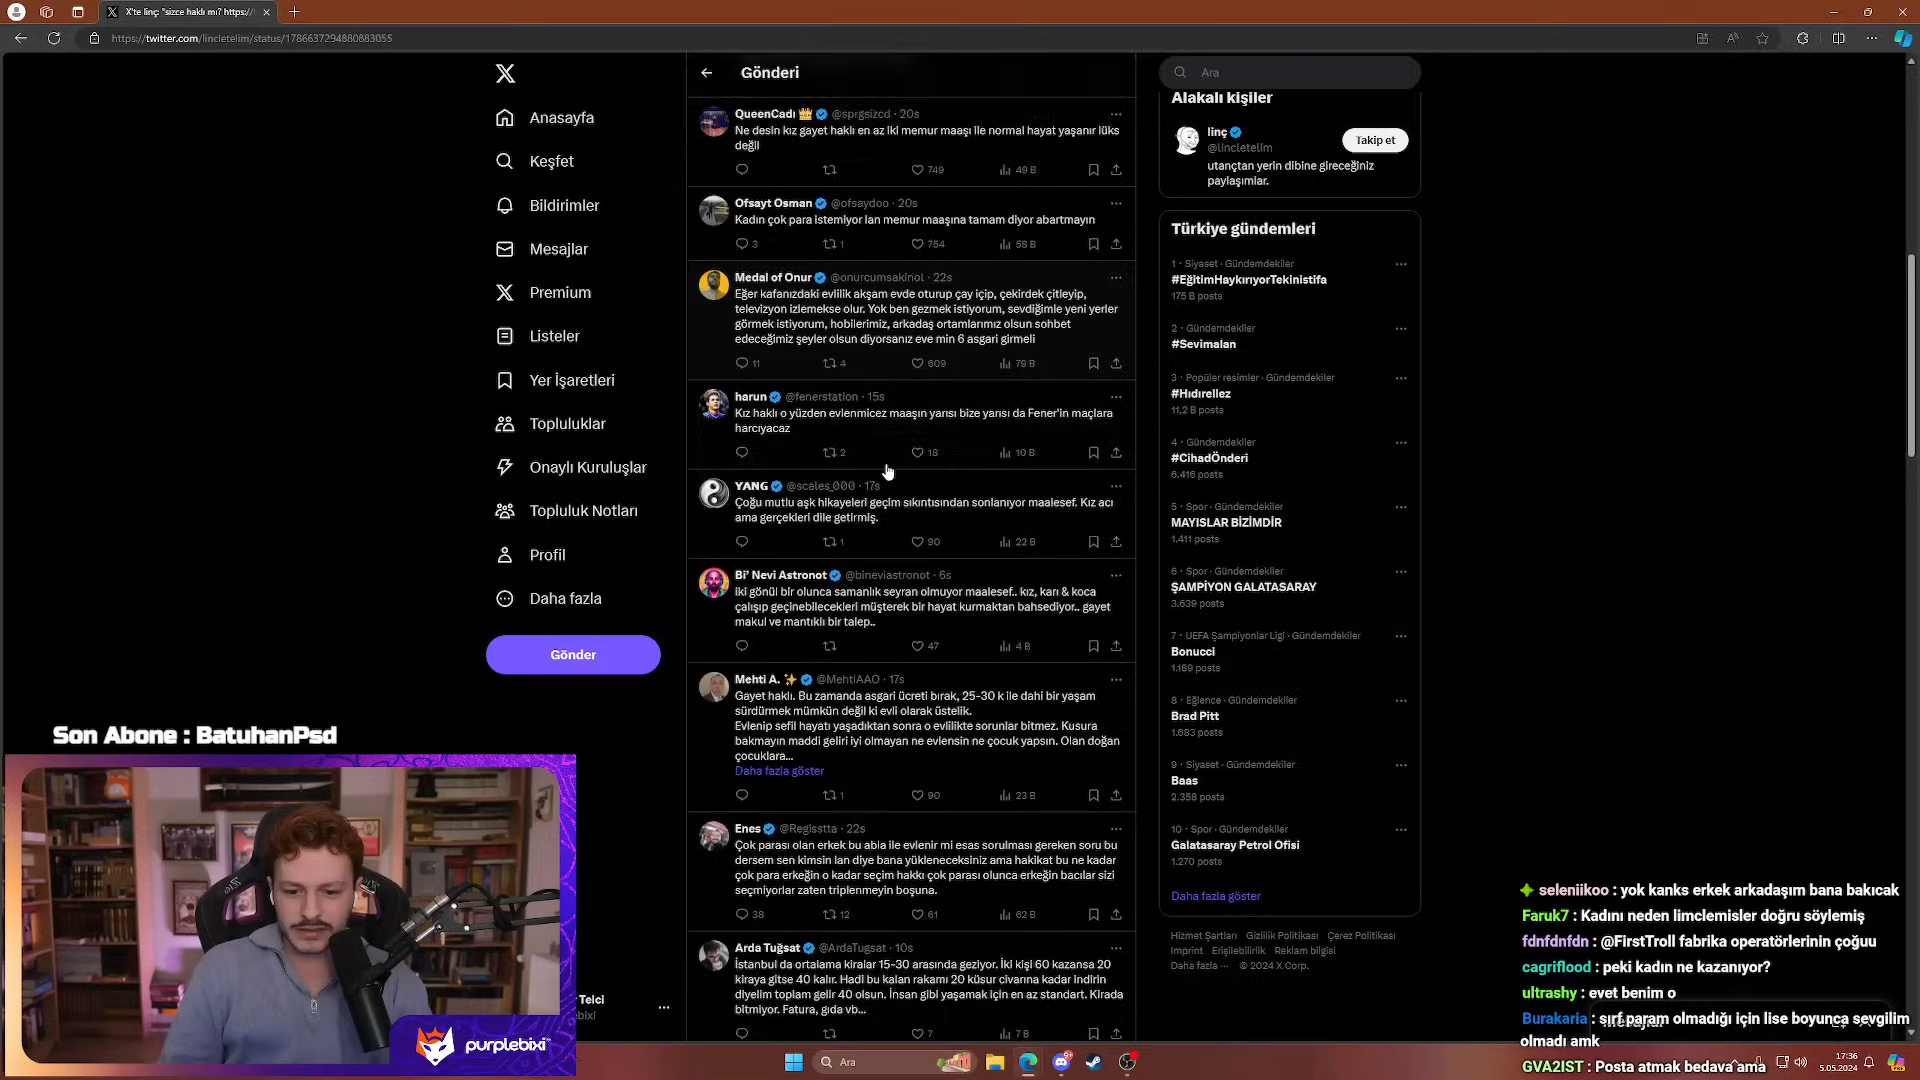 X'te linç: "sizce haklı mı? https://
https://twitter.com/lincletelim/status/1786637294880883055
Anasayfa
Keşfet
Bildirimler
Mesajlar
Premium
Listeler
Yer İşaretleri
Topluluklar
Onaylı Kuruluşlar
Topluluk Notları
Profil
Daha fazla
Gönder
Gönderi
QueenCadı @sprgsizcd · 20s
Ne desin kız gayet haklı en az iki memur maaşı ile normal hayat yaşanır lüks
değil
749
49 B
Ofsayt Osman @ofsaydoo · 20s
Kadın çok para istemiyor lan memur maaşına tamam diyor abartmayın
3
1
754
58 B
Medal of Onur @onurcumsakinol · 22s
Eğer kafanızdaki evlilik akşam evde oturup çay içip, çekirdek çitleyip,
televizyon izlemekse olur. Yok ben gezmek istiyorum, sevdiğimle yeni yerler
görmek istiyorum, hobilerimiz, arkadaş ortamlarımız olsun sohbet
edeceğimiz şeyler olsun diyorsanız eve min 6 asgari girmeli
11
4
609
79 B
harun @fenerstation · 15s
Kız haklı o yüzden evlenmicez maaşın yarısı bize yarısı da Fener'in maçlara
harcıyacaz
2
18
10 B
YANG @scales_000 · 17s
Çoğu mutlu aşk hikayeleri geçim sıkıntısından sonlanıyor maalesef. Kız acı
ama gerçekleri dile getirmiş.
1
90
22 B
Bi' Nevi Astronot @bineviastronot · 6s
iki gönül bir olunca samanlık seyran olmuyor maalesef.. kız, karı & koca
çalışıp geçinebilecekleri müşterek bir hayat kurmaktan bahsediyor.. gayet
makul ve mantıklı bir talep..
47
4 B
Mehti A. @MehtiAAO · 17s
Gayet haklı. Bu zamanda asgari ücreti bırak, 25-30 k ile dahi bir yaşam
sürdürmek mümkün değil ki evli olarak üstelik.
Evlenip sefil hayatı yaşadıktan sonra o evlilikte sorunlar bitmez. Kusura
bakmayın maddi geliri iyi olmayan ne evlensin ne çocuk yapsın. Olan doğan
çocuklara...
Daha fazla göster
1
90
23 B
Enes @Regisstta · 22s
Çok parası olan erkek bu abla ile evlenir mi esas sorulması gereken soru bu
dersem sen kimsin lan diye bana yükleneceksiniz ama hakikat bu ne kadar
çok para erkeğin o kadar seçim hakkı çok parası olunca erkeğin bacılar sizi
seçmiyorlar zaten triplenmeyin boşuna.
38
12
61
62 B
Arda Tuğsat @ArdaTugsat · 10s
İstanbul da ortalama kiralar 15-30 arasında geziyor. İki kişi 60 kazansa 20
kiraya gitse 40 kalır. Hadi bu kalan rakamı 20 küsur civarına kadar indirin
diyelim toplam gelir 40 olsun. İnsan gibi yaşamak için en az standart. Kirada
bitmiyor. Fatura, gıda vb...
7
7 B
Ara
Alakalı kişiler
linç
@lincletelim
Takip et
utançtan yerin dibine gireceğiniz
paylaşımlar.
Türkiye gündemleri
1 · Siyaset · Gündemdekiler
#EğitimHaykırıyorTekinistifa
175 B posts
2 · Gündemdekiler
#Sevimalan
3 · Popüler resimler · Gündemdekiler
#Hıdırellez
11,2 B posts
4 · Gündemdekiler
#CihadÖnderi
6.416 posts
5 · Spor · Gündemdekiler
MAYISLAR BİZİMDİR
1.411 posts
6 · Spor · Gündemdekiler
ŞAMPİYON GALATASARAY
3.639 posts
7 · UEFA Şampiyonlar Ligi · Gündemdekiler
Bonucci
1.189 posts
8 · Eğlence · Gündemdekiler
Brad Pitt
1.683 posts
9 · Siyaset · Gündemdekiler
Baas
2.358 posts
10 · Spor · Gündemdekiler
Galatasaray Petrol Ofisi
1.270 posts
Daha fazla göster
Hizmet Şartları Gizlilik Politikası Çerez Politikası
Imprint Erişilebilirlik Reklam bilgisi
Daha fazla ··· © 2024 X Corp.
Son Abone : BatuhanPsd
Telci
purplebixi
seleniikoo : yok kanks erkek arkadaşım bana bakıcak
Faruk7 : Kadını neden limclemisler doğru söylemiş
fdnfdnfdn : @FirstTroll fabrika operatörlerinin çoğuu
cagriflood : peki kadın ne kazanıyor?
ultrashy : evet benim o
Burakaria : sırf param olmadığı için lise boyunca sevgilim
olmadı amk
GVA2IST : Posta atmak bedava ama
Ara
17:36
5.05.2024